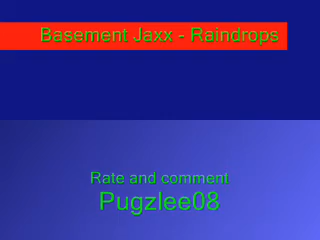 Basement Jaxx - Raindrops
Rate and comment
Pugzlee08